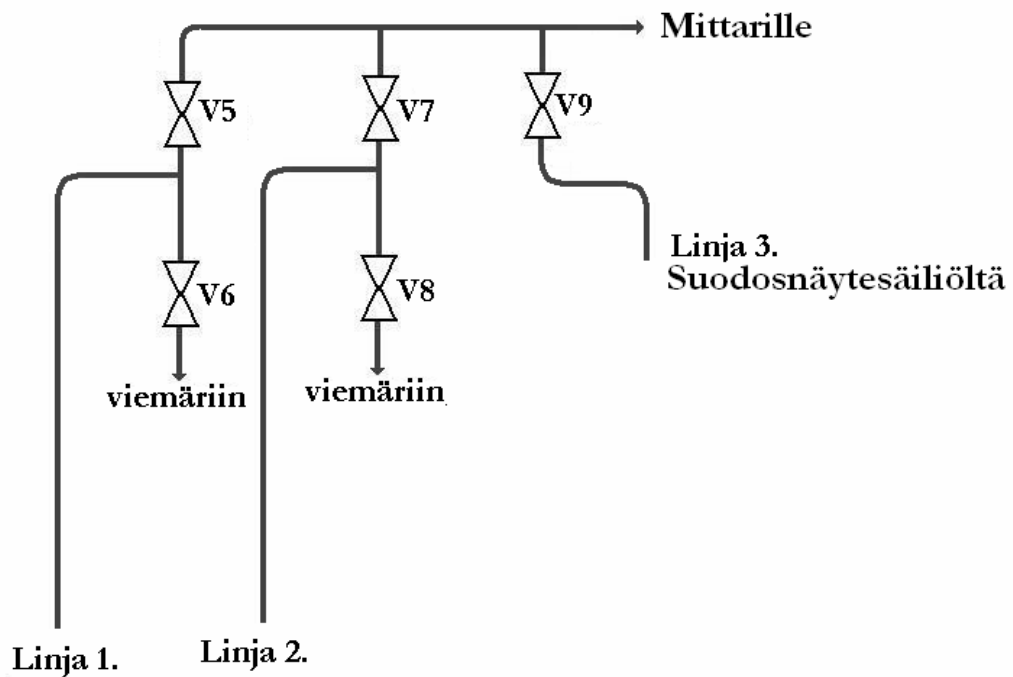 Mittarille
V5
V7
V9
Linja 3.
Suodosnäytesäiliöltä
V6
V8
viemäriin
viemäriin
Linja 1.
Linja 2.